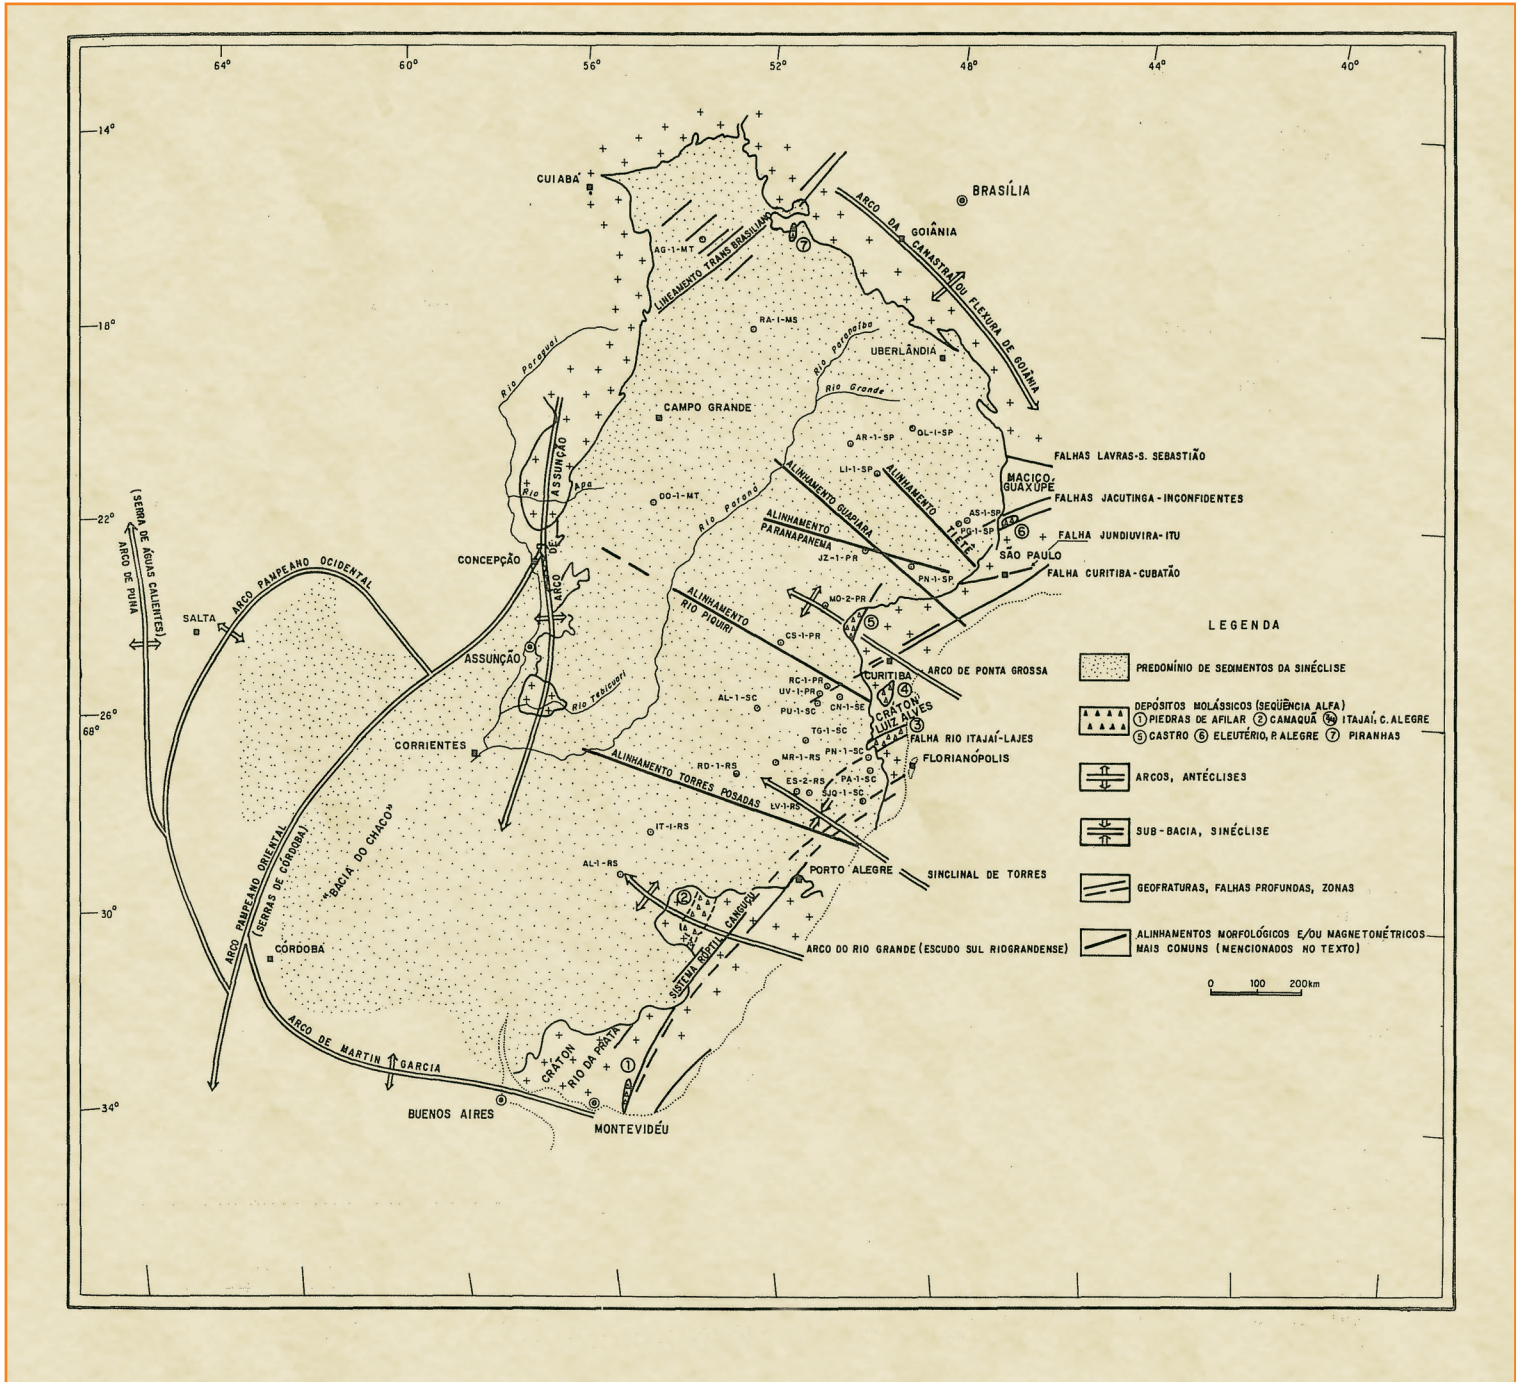 64° 60° 56° 52° 48° 44° 40°
14°
18°
22°
26°
68°
30°
34°
CUIABÁ
BRASÍLIA
GOIÂNIA
ARCO DA CANASTRA OU FLEXURA DE GOIÂNIA
AG-1-MT
LINEAMENTO TRANSBRASILIANO
7
RA-1-MS
Rio Paraguai
Rio Paranaíba
UBERLÂNDIA
Rio Grande
CAMPO GRANDE
AR-1-SP
OL-1-SP
LI-1-SP
FALHAS LAVRAS-S. SEBASTIÃO
MACIÇO
GUAXUPÉ
FALHAS JACUTINGA-INCONFIDENTES
ARCO DE ASSUNÇÃO
Rio Apa
DO-1-MT
Rio Paraná
ALINHAMENTO GUAPIARA
ALINHAMENTO TIETÊ
ALINHAMENTO
PARANAPANEMA
AS-1-SP
PG-1-SP
6
FALHA JUNDIUVIRA-ITU
SÃO PAULO
FALHA CURITIBA-CUBATÃO
JZ-1-PR
PN-1-SP
(SERRA DE ÁGUAS CALIENTES)
ARCO DE PUNA
ARCO PAMPEANO OCIDENTAL
CONCEPÇÃO
SALTA
ALINHAMENTO
RIO PIQUIRI
MO-2-PR
5
CS-1-PR
ASSUNÇÃO
ARCO DE PONTA GROSSA
CURITIBA
RC-1-PR
UV-1-PR
PU-1-SC
CN-1-SE
4
CRÁTON
LUIZ ALVES
3
AL-1-SC
Rio Tebicuari
TG-1-SC
FALHA RIO ITAJAÍ-LAJES
CORRIENTES
ALINHAMENTO TORRES POSADAS
PN-1-SC
FLORIANÓPOLIS
MR-1-RS
RD-1-RS
PA-1-SC
ES-2-RS
SJQ-1-SC
LV-1-RS
IT-1-RS
AL-1-RS
PORTO ALEGRE
SINCLINAL DE TORRES
"BACIA DO CHACO"
ARCO PAMPEANO ORIENTAL
(SERRAS DE CÓRDOBA)
2
CÓRDOBA
SISTEMA RÚPTIL CANGUÇU
ARCO DO RIO GRANDE (ESCUDO SUL RIOGRANDENSE)
ARCO DE MARTIN GARCIA
CRÁTON
RIO DA PRATA
1
BUENOS AIRES
MONTEVIDÉU
LEGENDA
PREDOMÍNIO DE SEDIMENTOS DA SINÉCLISE
DEPÓSITOS MOLÁSSICOS (SEQÜÊNCIA ALFA)
1 PIEDRAS DE AFILAR 2 CAMAQUÃ 3/4 ITAJAÍ, C. ALEGRE
5 CASTRO 6 ELEUTÉRIO, P. ALEGRE 7 PIRANHAS
ARCOS, ANTÉCLISES
SUB-BACIA, SINÉCLISE
GEOFRATURAS, FALHAS PROFUNDAS, ZONAS
ALINHAMENTOS MORFOLÓGICOS E/OU MAGNETOMÉTRICOS
MAIS COMUNS (MENCIONADOS NO TEXTO)
0 100 200km